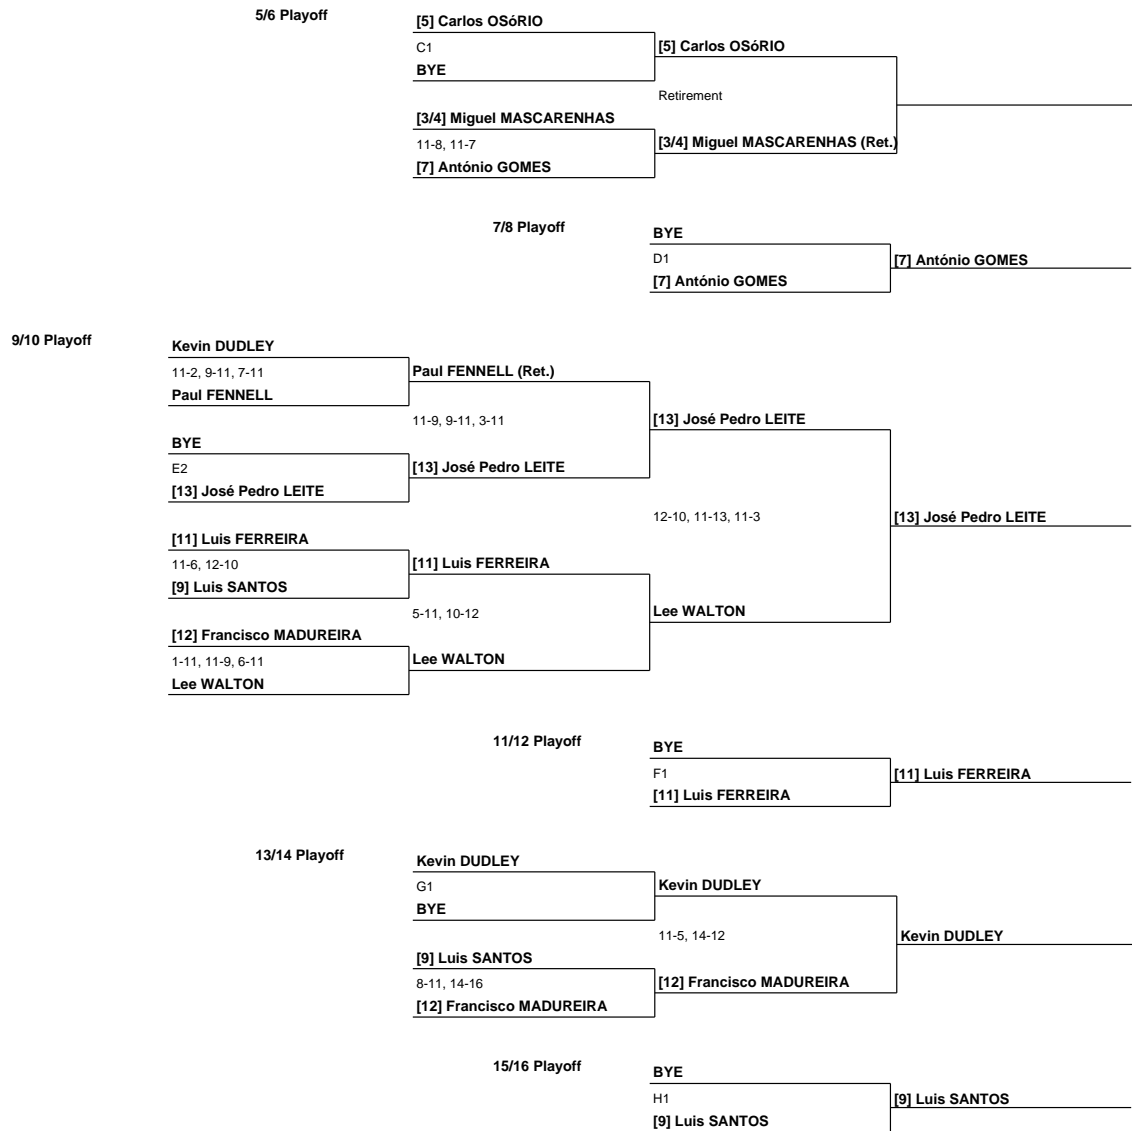 5/6 Playoff
[5] Carlos OSóRIO
C1
[5] Carlos OSóRIO
BYE
Retirement
[3/4] Miguel MASCARENHAS
11-8, 11-7
[3/4] Miguel MASCARENHAS (Ret.)
[7] António GOMES
7/8 Playoff
BYE
D1
[7] António GOMES
[7] António GOMES
9/10 Playoff
Kevin DUDLEY
11-2, 9-11, 7-11
Paul FENNELL (Ret.)
Paul FENNELL
11-9, 9-11, 3-11
[13] José Pedro LEITE
BYE
E2
[13] José Pedro LEITE
[13] José Pedro LEITE
12-10, 11-13, 11-3
[13] José Pedro LEITE
[11] Luis FERREIRA
11-6, 12-10
[11] Luis FERREIRA
[9] Luis SANTOS
5-11, 10-12
Lee WALTON
[12] Francisco MADUREIRA
1-11, 11-9, 6-11
Lee WALTON
Lee WALTON
11/12 Playoff
BYE
F1
[11] Luis FERREIRA
[11] Luis FERREIRA
13/14 Playoff
Kevin DUDLEY
G1
Kevin DUDLEY
BYE
11-5, 14-12
Kevin DUDLEY
[9] Luis SANTOS
8-11, 14-16
[12] Francisco MADUREIRA
[12] Francisco MADUREIRA
15/16 Playoff
BYE
H1
[9] Luis SANTOS
[9] Luis SANTOS